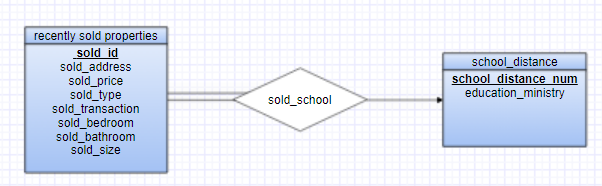 recently sold properties
sold_id
sold_address
sold_price
sold_type
sold_transaction
sold_bedroom
sold_bathroom
sold_size
sold_school
school_distance
school_distance_num
education_ministry